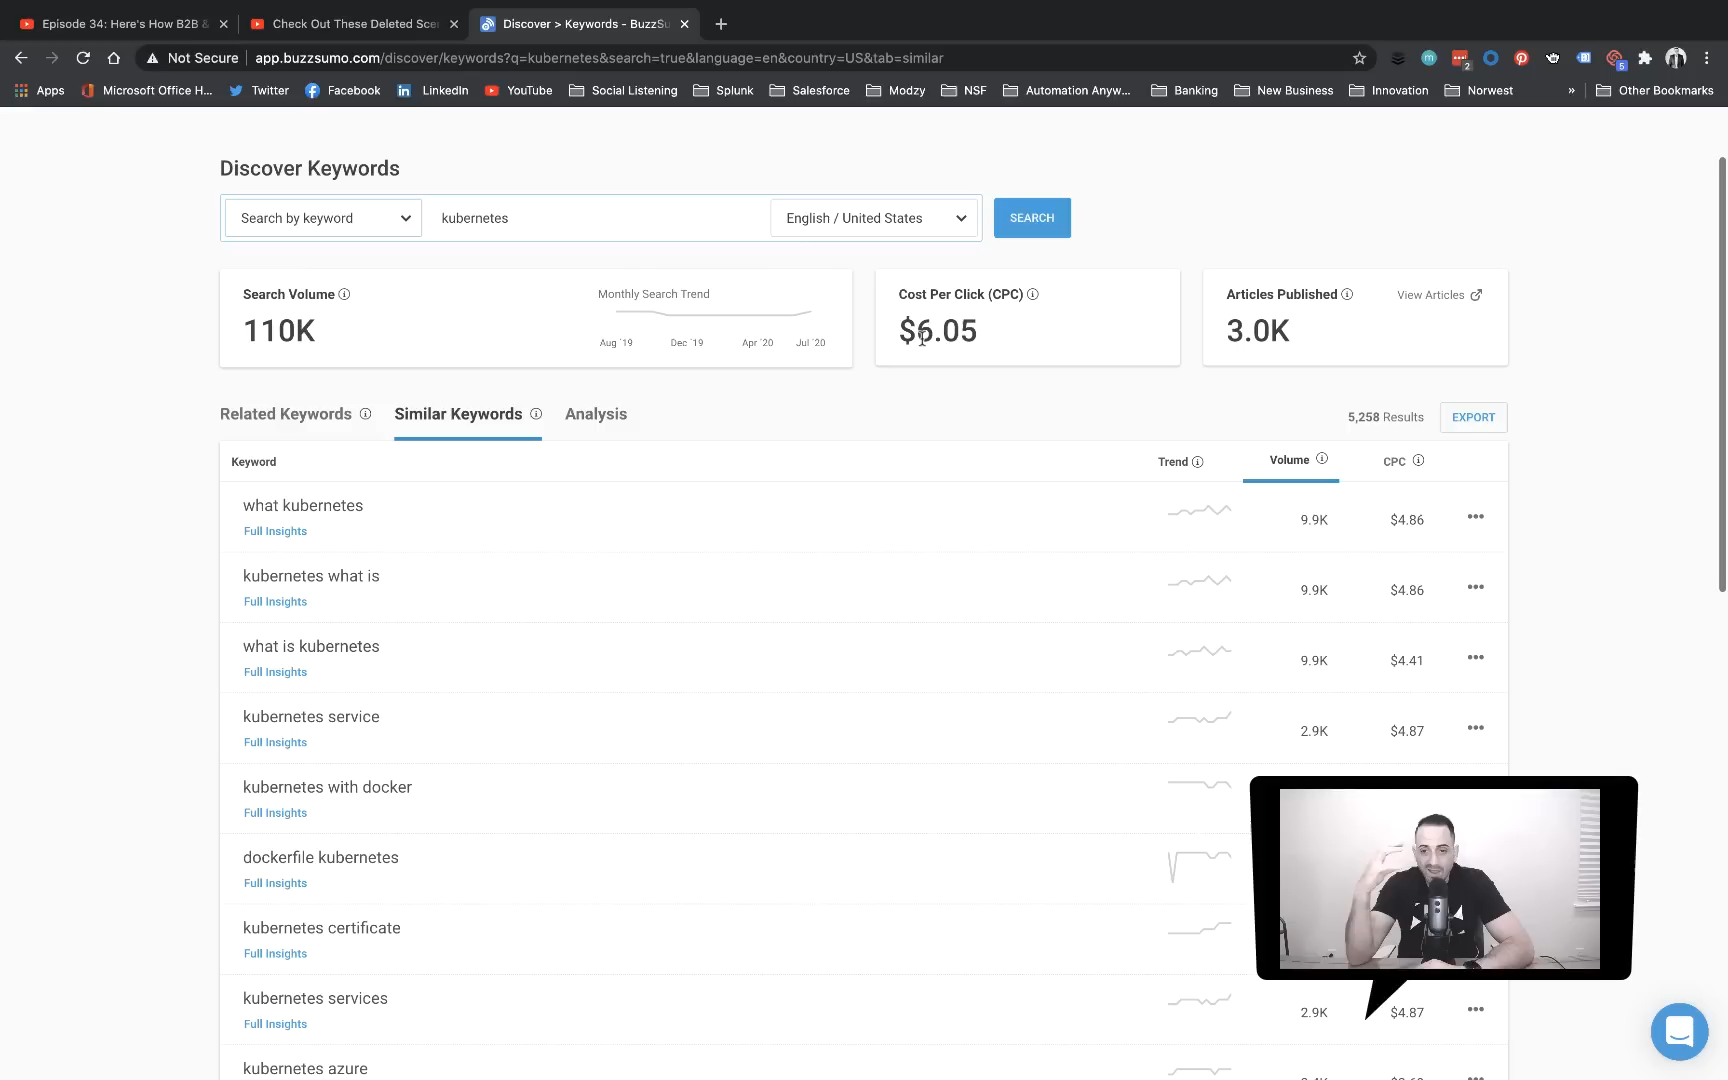 Episode 34: Here's How B2B &
Check Out These Deleted Sce
Discover > Keywords - BuzzSu
Not Secure
app.buzzsumo.com/discover/keywords?q=kubernetes&search=true&language=en&country=US&tab=similar
2
5
Apps
Microsoft Office H...
Twitter
Facebook
LinkedIn
YouTube
Social Listening
Splunk
Salesforce
Modzy
NSF
Automation Anyw...
Banking
New Business
Innovation
Norwest
»
Other Bookmarks
Discover Keywords
Search by keyword
kubernetes
English / United States
SEARCH
Search Volume
110K
Monthly Search Trend
Aug `19
Dec `19
Apr `20
Jul `20
Cost Per Click (CPC)
$6.05
Articles Published
View Articles
3.0K
Related Keywords
Similar Keywords
Analysis
5,258 Results
EXPORT
Keyword
Trend
Volume
CPC
what kubernetes
Full Insights
9.9K
$4.86
kubernetes what is
Full Insights
9.9K
$4.86
what is kubernetes
Full Insights
9.9K
$4.41
kubernetes service
Full Insights
2.9K
$4.87
kubernetes with docker
Full Insights
dockerfile kubernetes
Full Insights
kubernetes certificate
Full Insights
kubernetes services
Full Insights
2.9K
$4.87
kubernetes azure